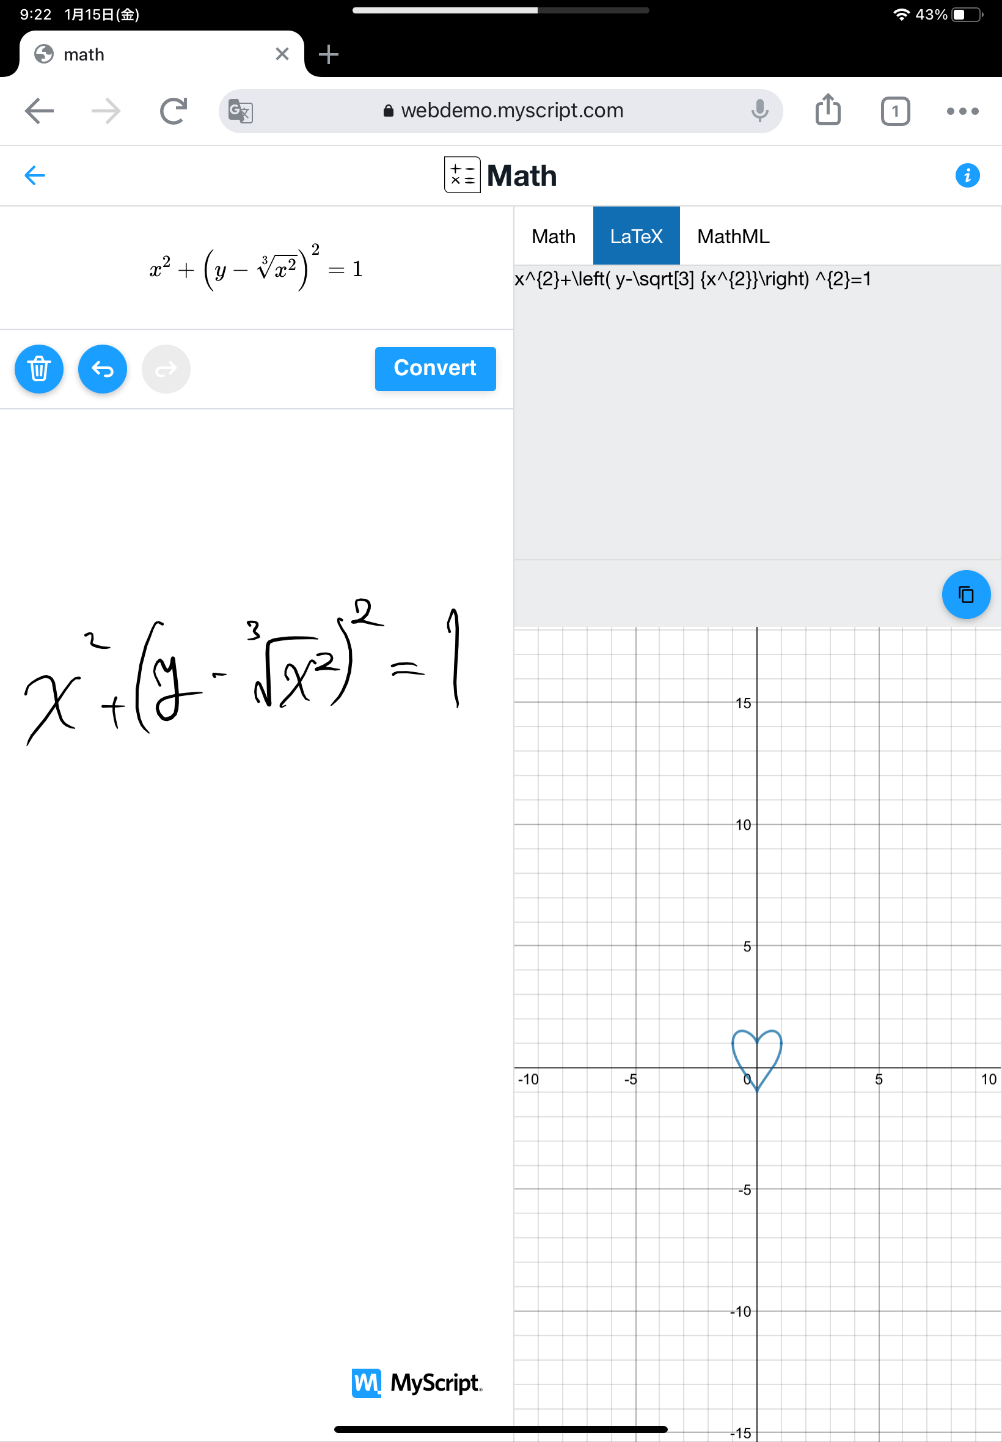 9:22 1月15日(金) 43%
math
webdemo.myscript.com 1
Math
x² + (y − ∛x²)² = 1
Math LaTeX MathML
x^{2}+\left( y-\sqrt[3] {x^{2}}\right) ^{2}=1
Convert
x² + (y - ∛x²)² = 1
15
10
5
-10 -5 0 5 10
-5
-10
-15
MyScript.